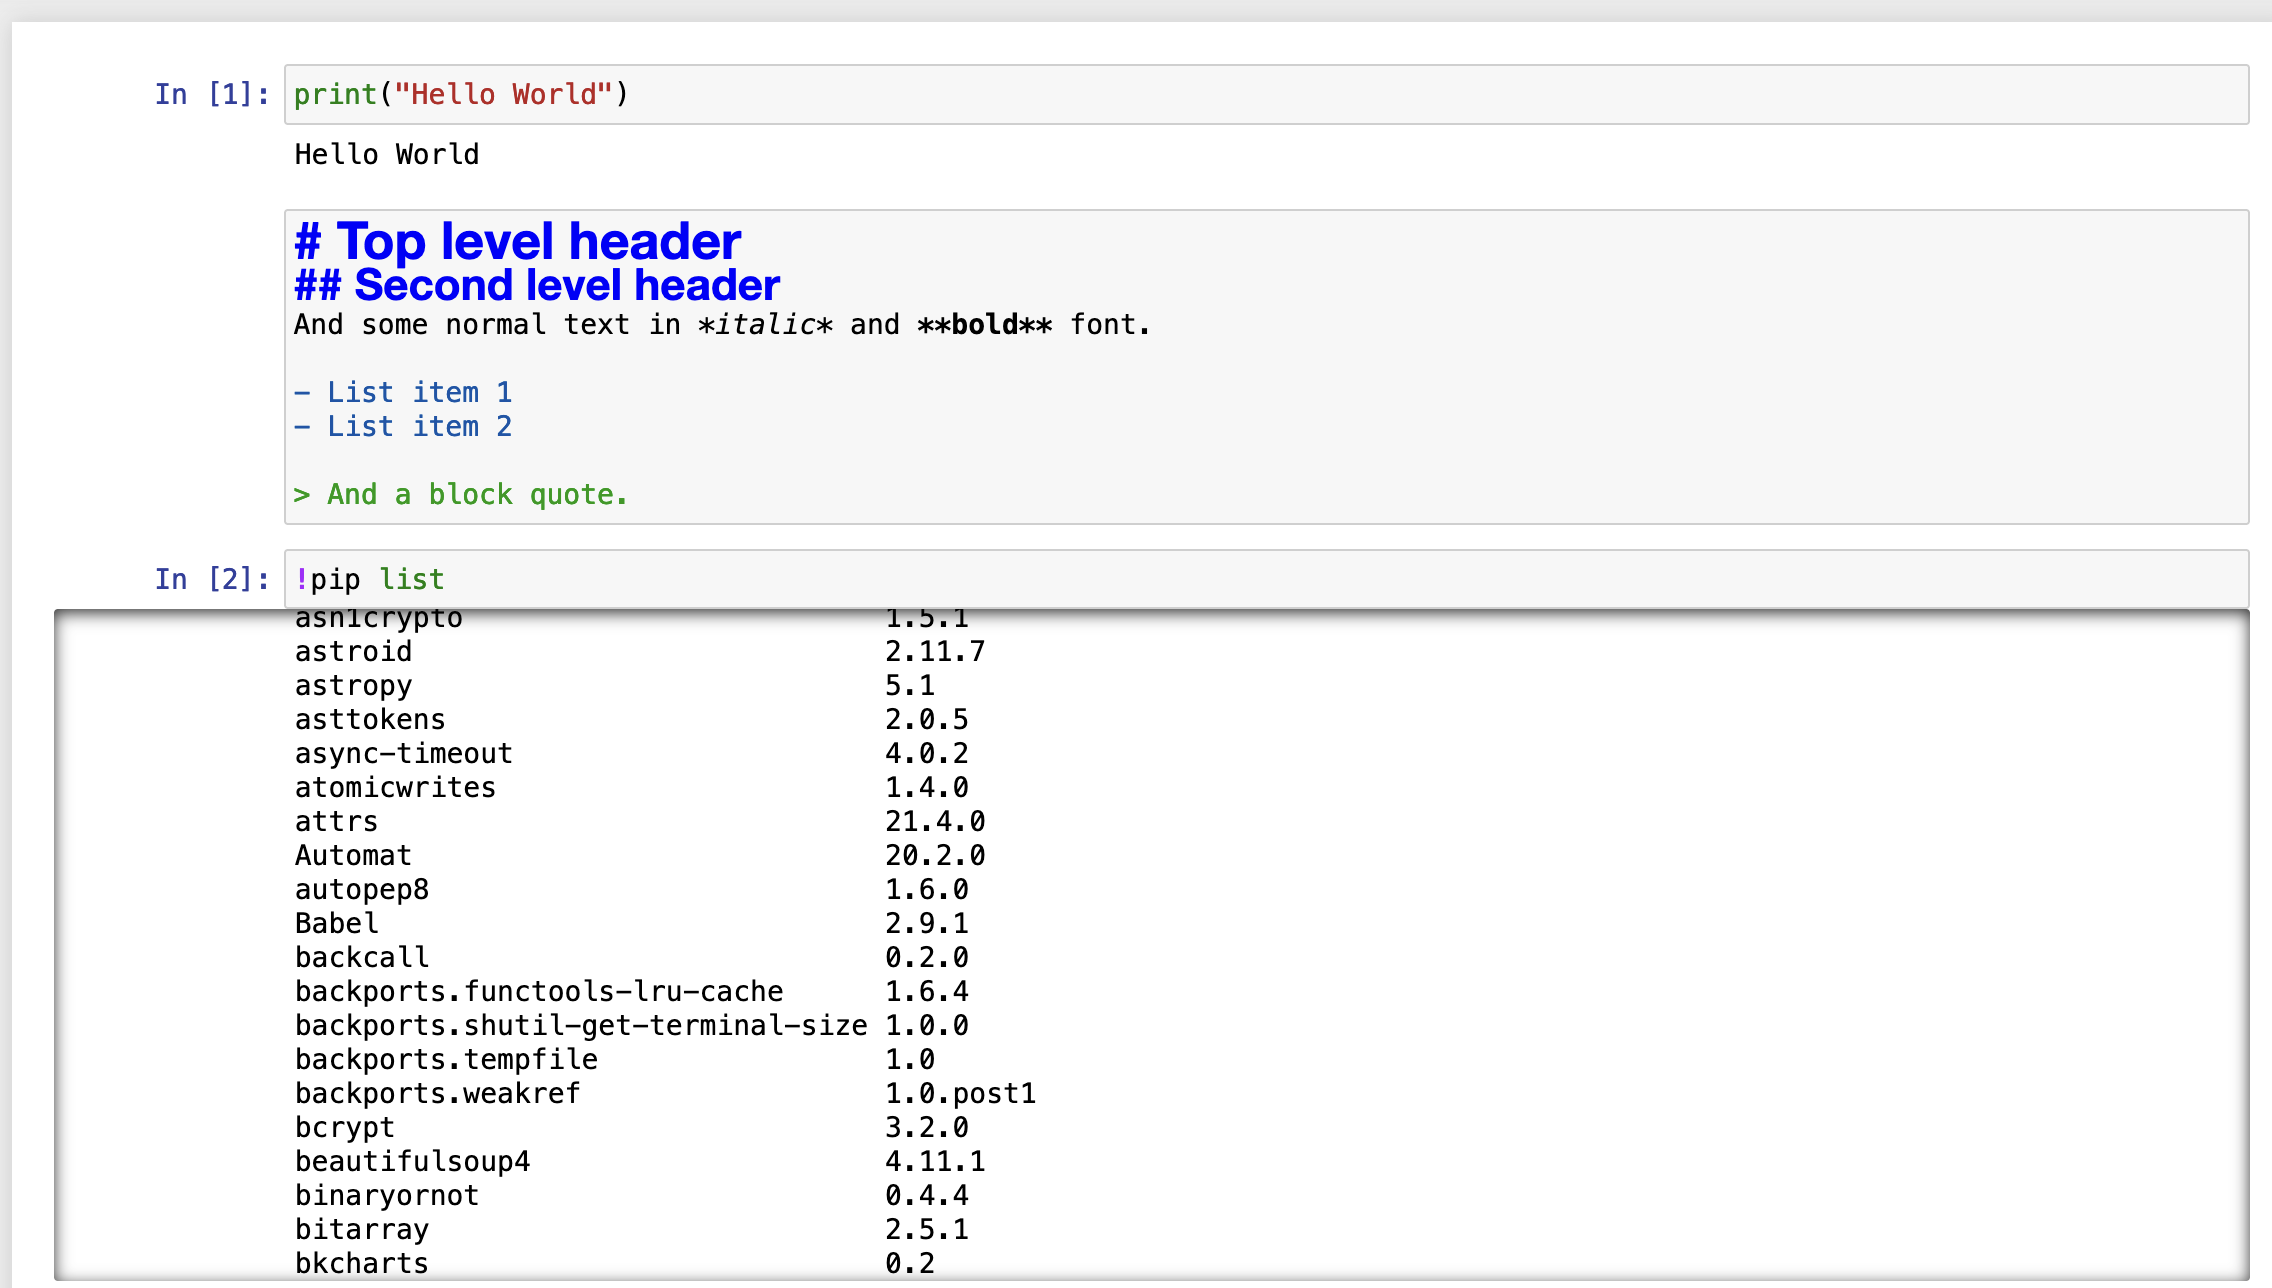 In [1]: print("Hello World")
Hello World
# Top level header
## Second level header
And some normal text in *italic* and **bold** font.
- List item 1
- List item 2
> And a block quote.
In [2]: !pip list
asn1crypto 1.5.1
astroid 2.11.7
astropy 5.1
asttokens 2.0.5
async-timeout 4.0.2
atomicwrites 1.4.0
attrs 21.4.0
Automat 20.2.0
autopep8 1.6.0
Babel 2.9.1
backcall 0.2.0
backports.functools-lru-cache 1.6.4
backports.shutil-get-terminal-size 1.0.0
backports.tempfile 1.0
backports.weakref 1.0.post1
bcrypt 3.2.0
beautifulsoup4 4.11.1
binaryornot 0.4.4
bitarray 2.5.1
bkcharts 0.2